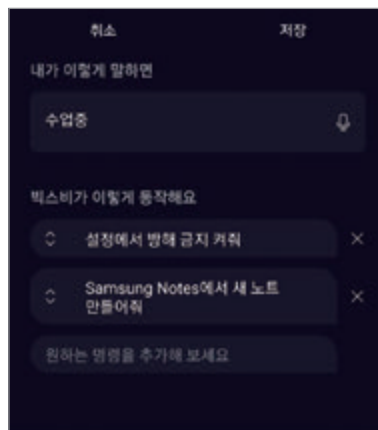 취소 저장
내가 이렇게 말하면
수업중
빅스비가 이렇게 동작해요
설정에서 방해 금지 켜줘
Samsung Notes에서 새 노트
만들어줘
원하는 명령을 추가해 보세요